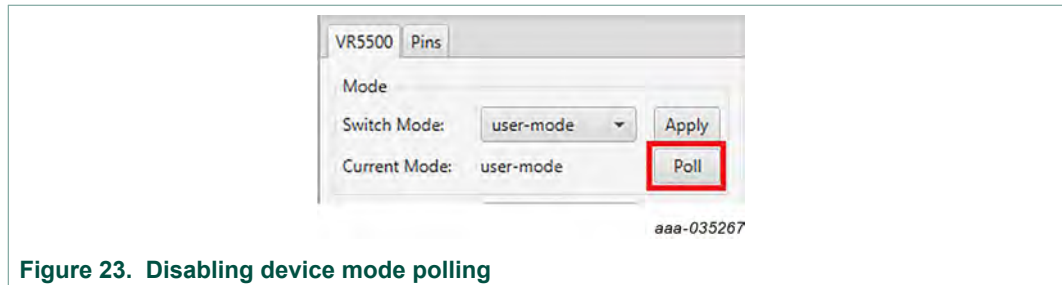 VR5500 Pins
Mode
Switch Mode: user-mode Apply
Current Mode: user-mode Poll
aaa-035267
Figure 23. Disabling device mode polling